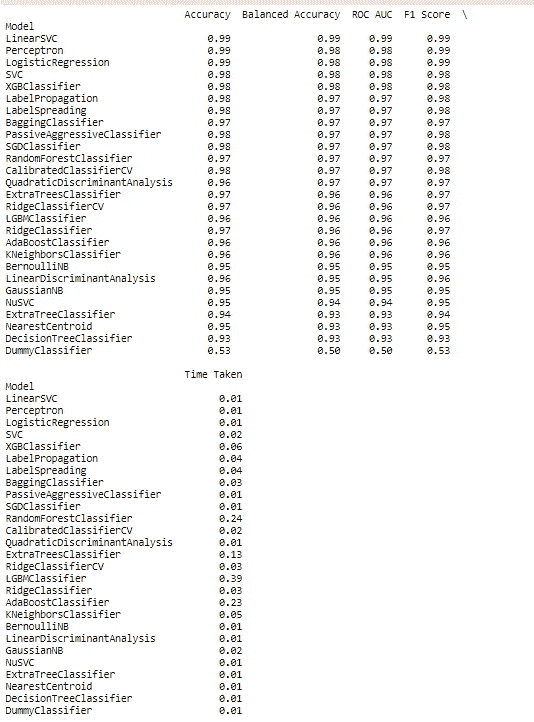 Accuracy  Balanced Accuracy  ROC AUC  F1 Score  \
Model
LinearSVC 0.99 0.99 0.99 0.99
Perceptron 0.99 0.98 0.98 0.99
LogisticRegression 0.99 0.98 0.98 0.99
SVC 0.98 0.98 0.98 0.98
XGBClassifier 0.98 0.98 0.98 0.98
LabelPropagation 0.98 0.97 0.97 0.98
LabelSpreading 0.98 0.97 0.97 0.98
BaggingClassifier 0.97 0.97 0.97 0.97
PassiveAggressiveClassifier 0.98 0.97 0.97 0.98
SGDClassifier 0.98 0.97 0.97 0.98
RandomForestClassifier 0.97 0.97 0.97 0.97
CalibratedClassifierCV 0.98 0.97 0.97 0.98
QuadraticDiscriminantAnalysis 0.96 0.97 0.97 0.97
ExtraTreesClassifier 0.97 0.96 0.96 0.97
RidgeClassifierCV 0.97 0.96 0.96 0.97
LGBMClassifier 0.96 0.96 0.96 0.96
RidgeClassifier 0.97 0.96 0.96 0.97
AdaBoostClassifier 0.96 0.96 0.96 0.96
KNeighborsClassifier 0.96 0.96 0.96 0.96
BernoulliNB 0.95 0.95 0.95 0.95
LinearDiscriminantAnalysis 0.96 0.95 0.95 0.96
GaussianNB 0.95 0.95 0.95 0.95
NuSVC 0.95 0.94 0.94 0.95
ExtraTreeClassifier 0.94 0.93 0.93 0.94
NearestCentroid 0.95 0.93 0.93 0.95
DecisionTreeClassifier 0.93 0.93 0.93 0.93
DummyClassifier 0.53 0.50 0.50 0.53
Time Taken
Model
LinearSVC 0.01
Perceptron 0.01
LogisticRegression 0.01
SVC 0.02
XGBClassifier 0.06
LabelPropagation 0.04
LabelSpreading 0.04
BaggingClassifier 0.03
PassiveAggressiveClassifier 0.01
SGDClassifier 0.01
RandomForestClassifier 0.24
CalibratedClassifierCV 0.02
QuadraticDiscriminantAnalysis 0.01
ExtraTreesClassifier 0.13
RidgeClassifierCV 0.03
LGBMClassifier 0.39
RidgeClassifier 0.03
AdaBoostClassifier 0.23
KNeighborsClassifier 0.05
BernoulliNB 0.01
LinearDiscriminantAnalysis 0.01
GaussianNB 0.02
NuSVC 0.01
ExtraTreeClassifier 0.01
NearestCentroid 0.01
DecisionTreeClassifier 0.01
DummyClassifier 0.01